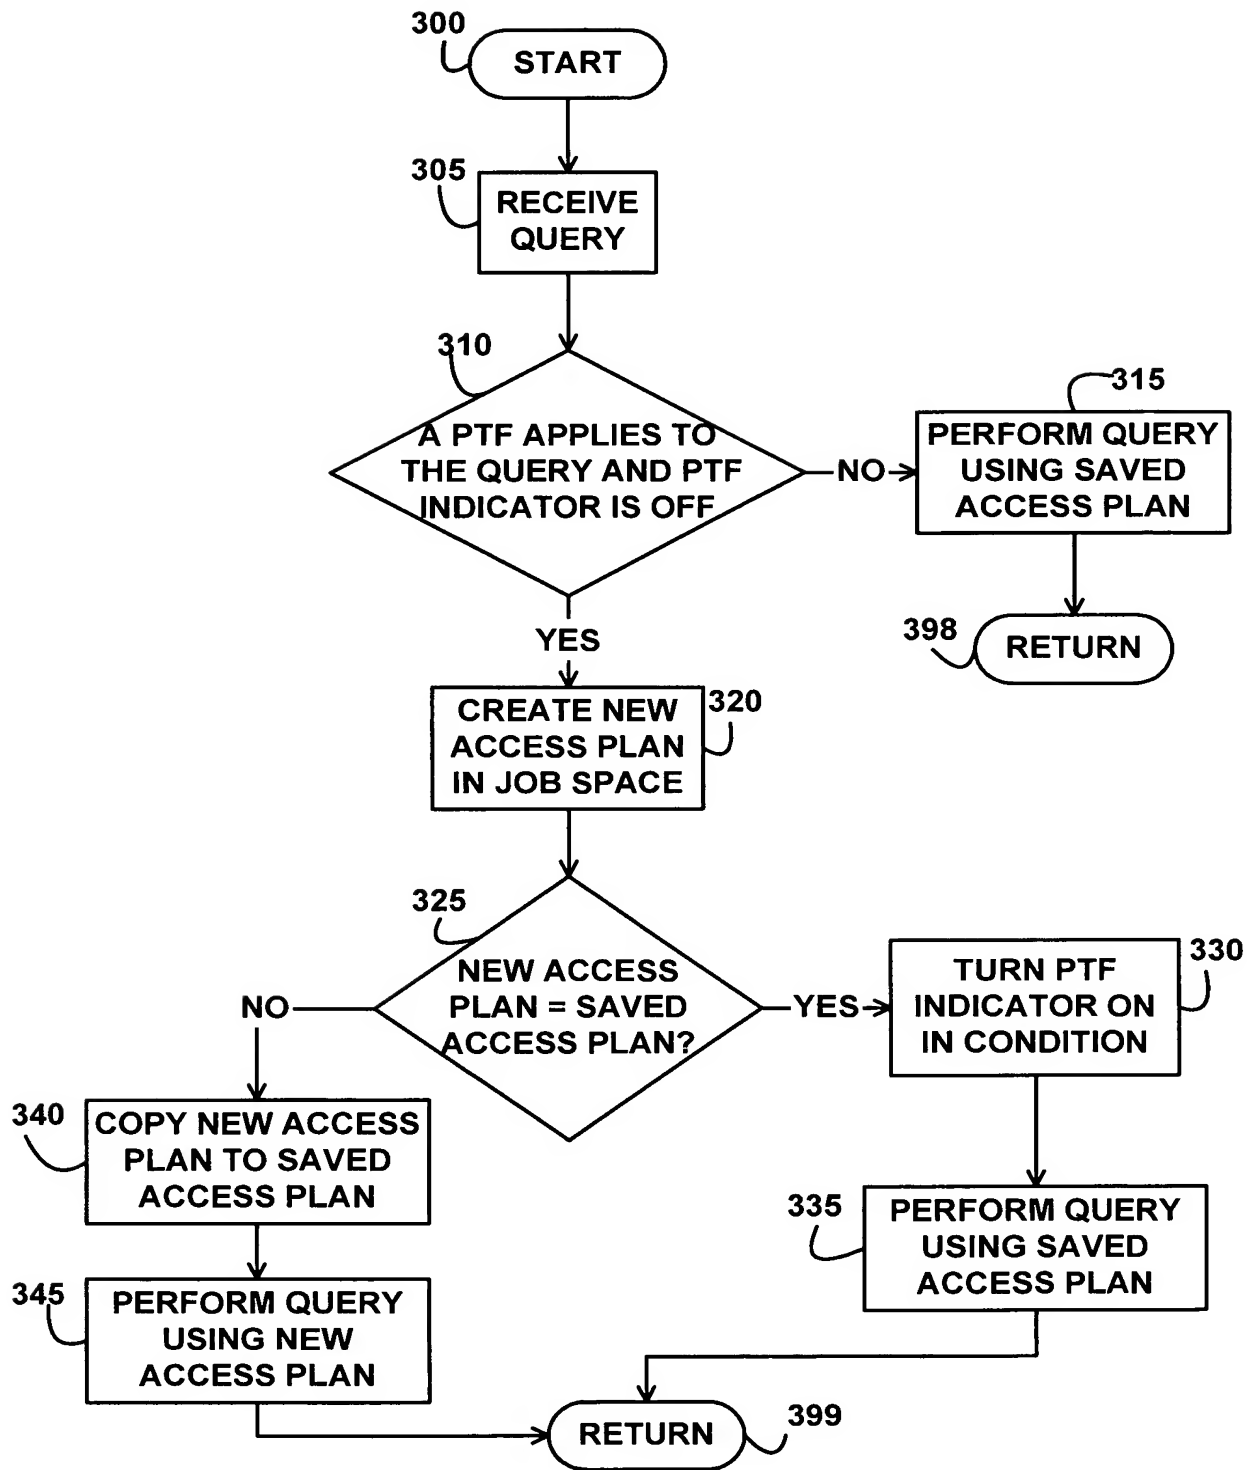 300
START
305
RECEIVE
QUERY
310
A PTF APPLIES TO
THE QUERY AND PTF
INDICATOR IS OFF
NO
315
PERFORM QUERY
USING SAVED
ACCESS PLAN
398
RETURN
YES
320
CREATE NEW
ACCESS PLAN
IN JOB SPACE
325
NEW ACCESS
PLAN = SAVED
ACCESS PLAN?
NO
YES
330
TURN PTF
INDICATOR ON
IN CONDITION
340
COPY NEW ACCESS
PLAN TO SAVED
ACCESS PLAN
335
PERFORM QUERY
USING SAVED
ACCESS PLAN
345
PERFORM QUERY
USING NEW
ACCESS PLAN
RETURN
399